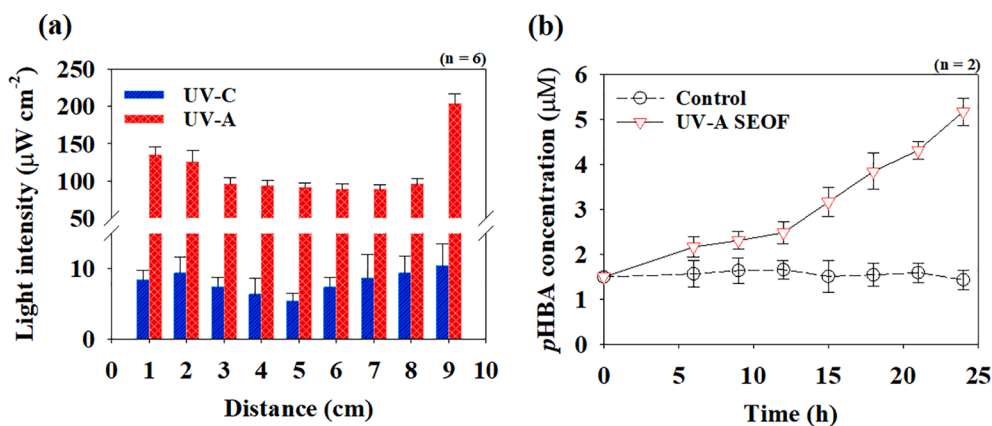 (a)
(n = 6)
Light intensity (μW cm-2)
250
200
150
100
50
10
0
UV-C
UV-A
0 1 2 3 4 5 6 7 8 9 10
Distance (cm)
(b)
(n = 2)
pHBA concentration (μM)
6
5
4
3
2
1
0
Control
UV-A SEOF
0 5 10 15 20 25
Time (h)